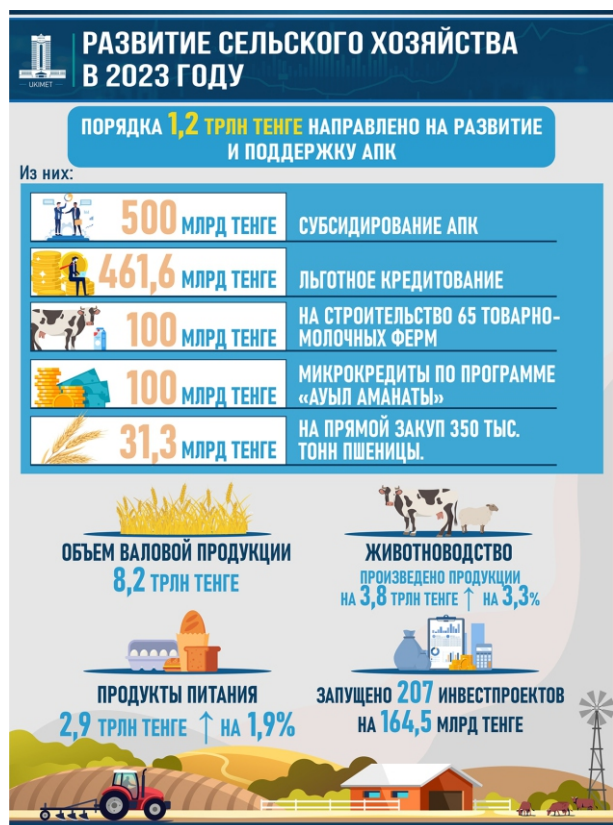 РАЗВИТИЕ СЕЛЬСКОГО ХОЗЯЙСТВА
В 2023 ГОДУ
UKIMET
ПОРЯДКА 1,2 ТРЛН ТЕНГЕ НАПРАВЛЕНО НА РАЗВИТИЕ
И ПОДДЕРЖКУ АПК
Из них:
500 МЛРД ТЕНГЕ
СУБСИДИРОВАНИЕ АПК
461,6 МЛРД ТЕНГЕ
ЛЬГОТНОЕ КРЕДИТОВАНИЕ
100 МЛРД ТЕНГЕ
НА СТРОИТЕЛЬСТВО 65 ТОВАРНО-
МОЛОЧНЫХ ФЕРМ
100 МЛРД ТЕНГЕ
МИКРОКРЕДИТЫ ПО ПРОГРАММЕ
«АУЫЛ АМАНАТЫ»
31,3 МЛРД ТЕНГЕ
НА ПРЯМОЙ ЗАКУП 350 ТЫС.
ТОНН ПШЕНИЦЫ.
ОБЪЕМ ВАЛОВОЙ ПРОДУКЦИИ
8,2 ТРЛН ТЕНГЕ
ЖИВОТНОВОДСТВО
ПРОИЗВЕДЕНО ПРОДУКЦИИ
НА 3,8 ТРЛН ТЕНГЕ ↑ НА 3,3%
ПРОДУКТЫ ПИТАНИЯ
2,9 ТРЛН ТЕНГЕ ↑ НА 1,9%
ЗАПУЩЕНО 207 ИНВЕСТПРОЕКТОВ
НА 164,5 МЛРД ТЕНГЕ